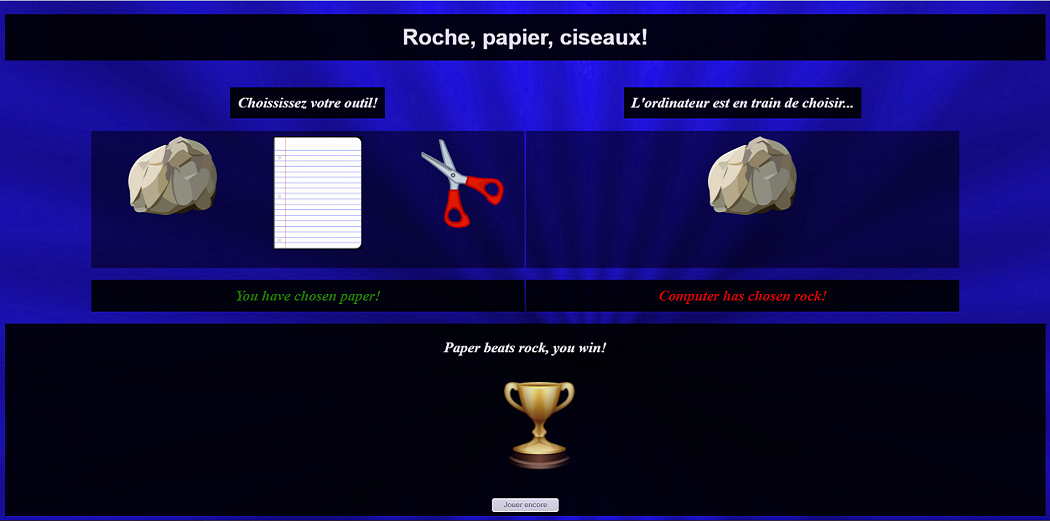 Roche, papier, ciseaux!
Choississez votre outil!
L'ordinateur est en train de choisir...
You have chosen paper!
Computer has chosen rock!
Paper beats rock, you win!
Jouer encore